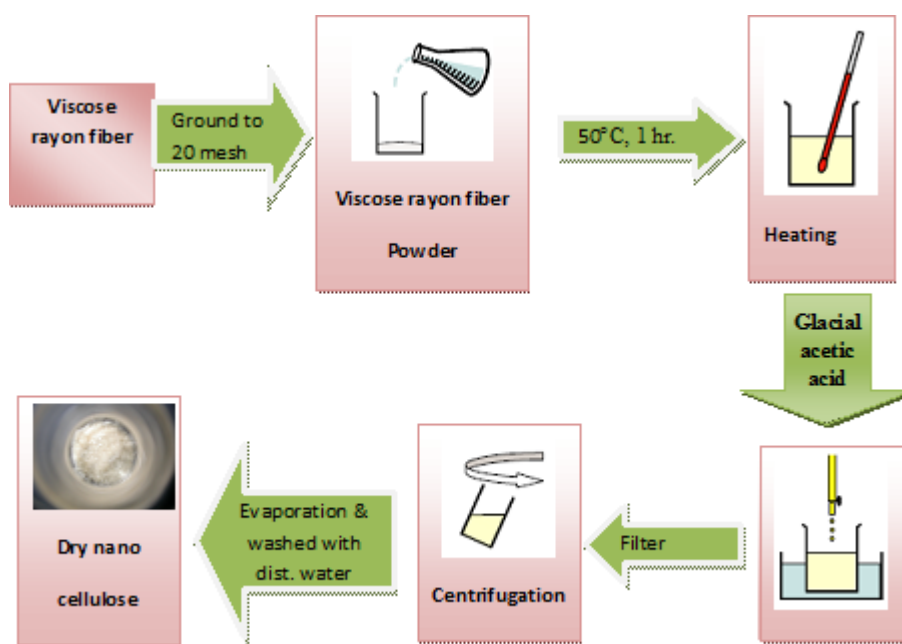 Viscose
rayon fiber
Ground to
20 mesh
Viscose rayon fiber
Powder
50°C, 1 hr.
Heating
Glacial
acetic
acid
Filter
Centrifugation
Evaporation &
washed with
dist. water
Dry nano
cellulose